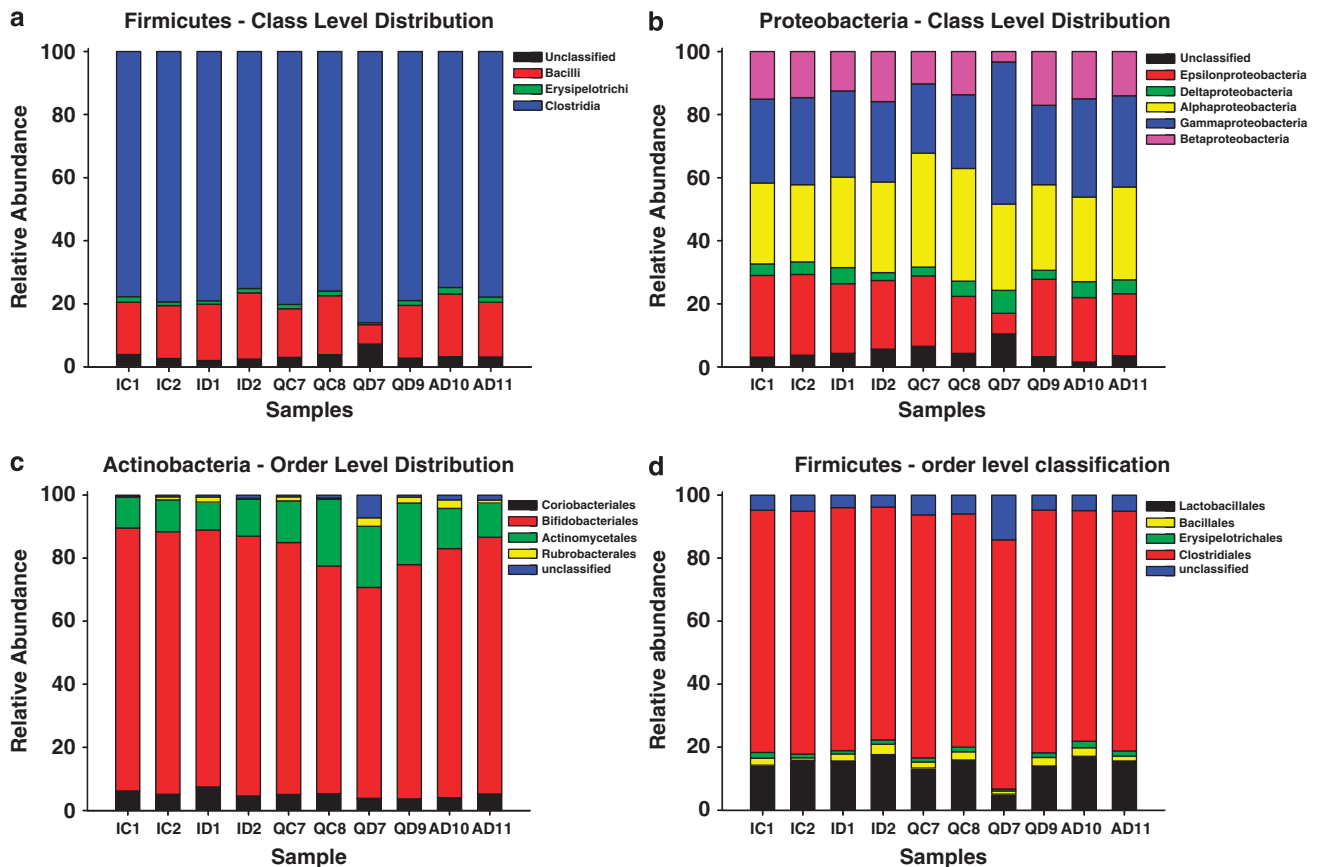 a
Firmicutes - Class Level Distribution
100
80
60
40
20
0
Relative Abundance
IC1 IC2 ID1 ID2 QC7 QC8 QD7 QD9 AD10 AD11
Samples
Unclassified
Bacilli
Erysipelotrichi
Clostridia
b
Proteobacteria - Class Level Distribution
100
80
60
40
20
0
Relative Abundance
IC1 IC2 ID1 ID2 QC7 QC8 QD7 QD9 AD10 AD11
Samples
Unclassified
Epsilonproteobacteria
Deltaproteobacteria
Alphaproteobacteria
Gammaproteobacteria
Betaproteobacteria
c
Actinobacteria - Order Level Distribution
100
80
60
40
20
0
Relative Abundance
IC1 IC2 ID1 ID2 QC7 QC8 QD7 QD9 AD10 AD11
Sample
Coriobacteriales
Bifidobacteriales
Actinomycetales
Rubrobacterales
unclassified
d
Firmicutes - order level classification
100
80
60
40
20
0
Relative abundance
IC1 IC2 ID1 ID2 QC7 QC8 QD7 QD9 AD10 AD11
Samples
Lactobacillales
Bacillales
Erysipelotrichales
Clostridiales
unclassified